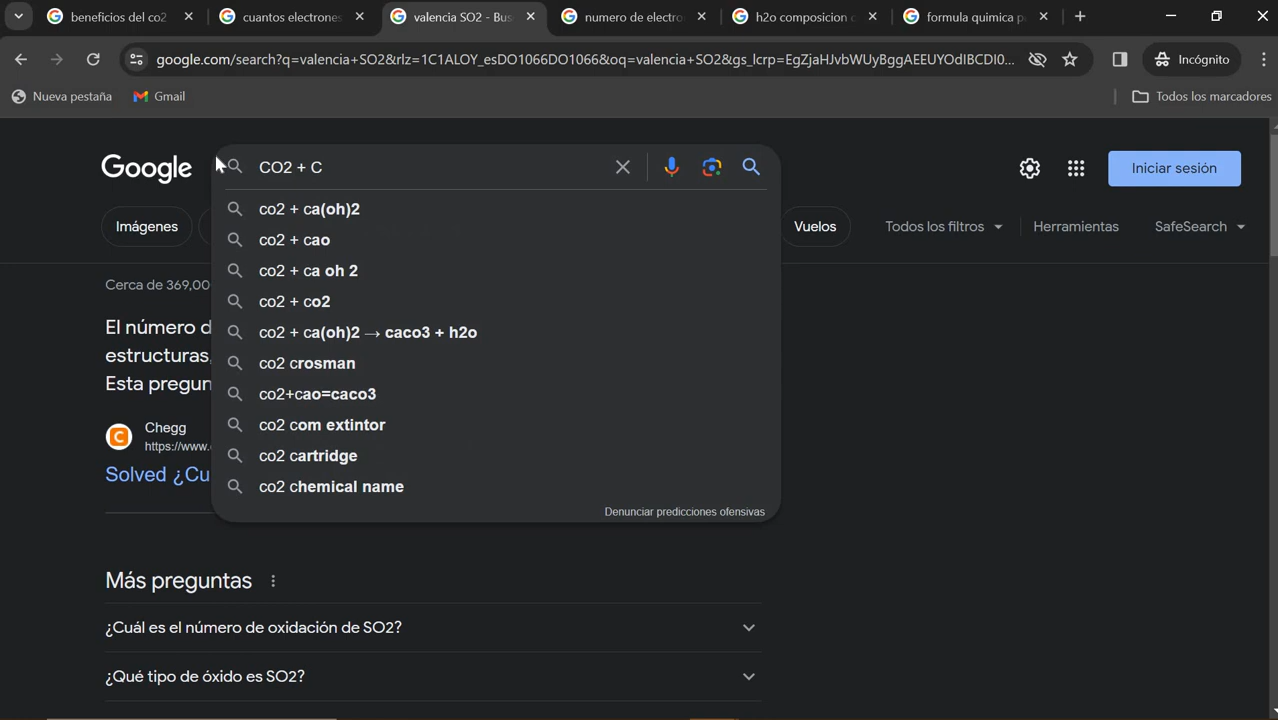 beneficios del co2
cuantos electrones
valencia SO2 - Bus
numero de electro
h2o composicion c
formula quimica p
google.com/search?q=valencia+SO2&rlz=1C1ALOY_esDO1066DO1066&oq=valencia+SO2&gs_lcrp=EgZjaHJvbWUyBggAEEUYOdIBCDI0...
Incógnito
Nueva pestaña
Gmail
Todos los marcadores
Google
CO2 + C
Iniciar sesión
co2 + ca(oh)2
Imágenes
Vuelos
Todos los filtros
Herramientas
SafeSearch
co2 + cao
co2 + ca oh 2
Cerca de 369,00
co2 + co2
El número d
co2 + ca(oh)2 → caco3 + h2o
estructuras,
co2 crosman
Esta pregun
co2+cao=caco3
Chegg
co2 com extintor
https://www.
co2 cartridge
Solved ¿Cu
co2 chemical name
Denunciar predicciones ofensivas
Más preguntas
¿Cuál es el número de oxidación de SO2?
¿Qué tipo de óxido es SO2?